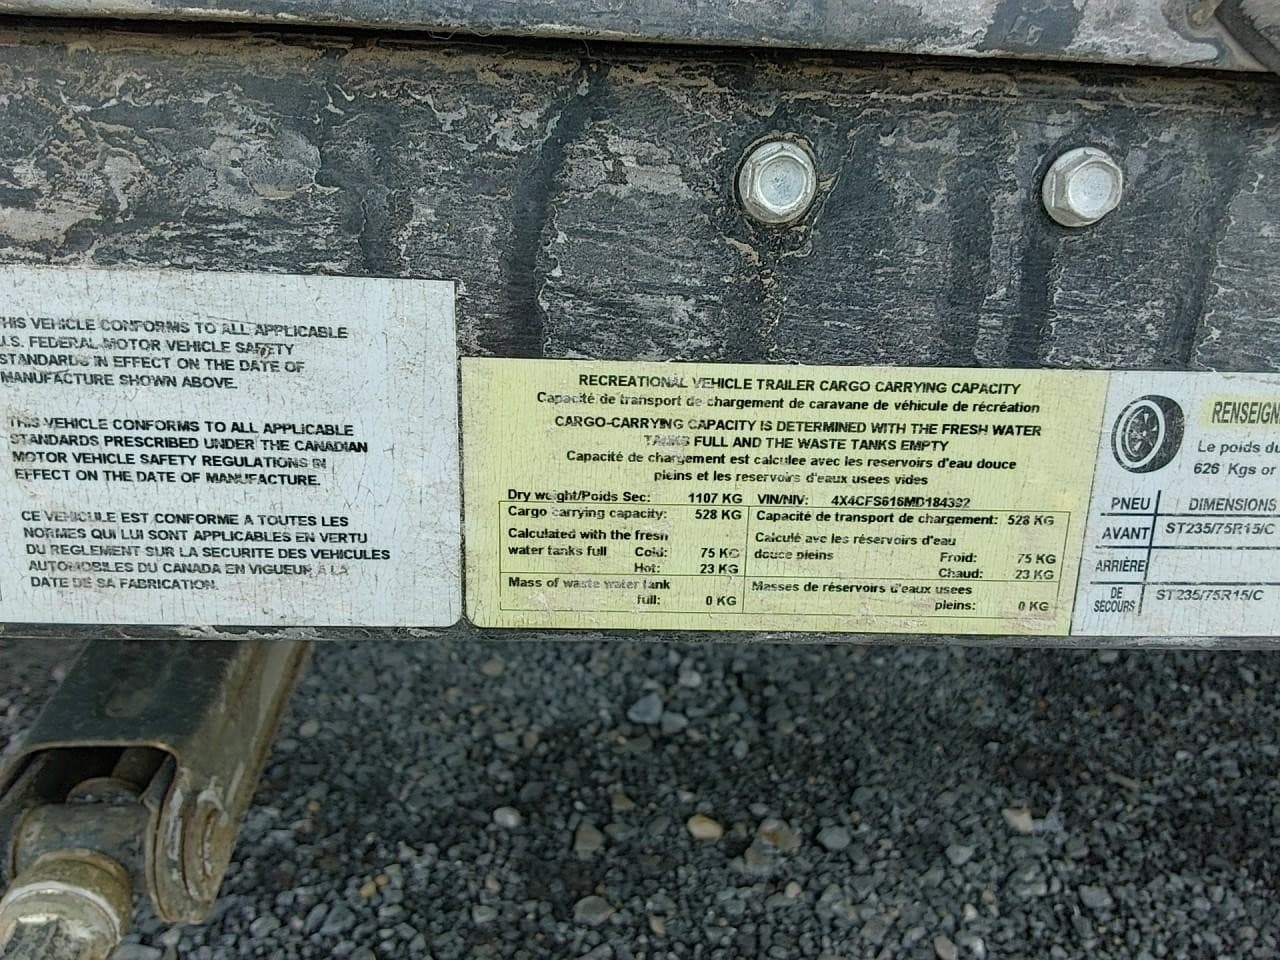 THIS VEHICLE CONFORMS TO ALL APPLICABLE
U.S. FEDERAL MOTOR VEHICLE SAFETY
STANDARDS IN EFFECT ON THE DATE OF
MANUFACTURE SHOWN ABOVE.
THIS VEHICLE CONFORMS TO ALL APPLICABLE
STANDARDS PRESCRIBED UNDER THE CANADIAN
MOTOR VEHICLE SAFETY REGULATIONS IN
EFFECT ON THE DATE OF MANUFACTURE.
CE VEHICULE EST CONFORME A TOUTES LES
NORMES QUI LUI SONT APPLICABLES EN VERTU
DU REGLEMENT SUR LA SECURITE DES VEHICULES
AUTOMOBILES DU CANADA EN VIGUEUR A LA
DATE DE SA FABRICATION.
RECREATIONAL VEHICLE TRAILER CARGO CARRYING CAPACITY
Capacité de transport de chargement de caravane de véhicule de récréation
CARGO-CARRYING CAPACITY IS DETERMINED WITH THE FRESH WATER
TANKS FULL AND THE WASTE TANKS EMPTY
Capacité de chargement est calculee avec les reservoirs d'eau douce
pleins et les reservoirs d'eaux usees vides
Dry weight/Poids Sec: 1107 KG VIN/NIV:
Cargo carrying capacity: 528 KG
Calculated with the fresh
water tanks full Cold: 75 KG
Hot: 23 KG
Mass of waste water tank
full: 0 KG
Capacité de transport de chargement: 528 KG
Calculé avec les réservoirs d'eau
douce pleins Froid: 75 KG
Chaud: 23 KG
Masses de réservoirs d'eaux usees
pleins: 0 KG
RENSEIGN
Le poids du
626 Kgs or
PNEU DIMENSIONS
AVANT ST235/75R15/C
ARRIÈRE
DE SECOURS ST235/75R15/C